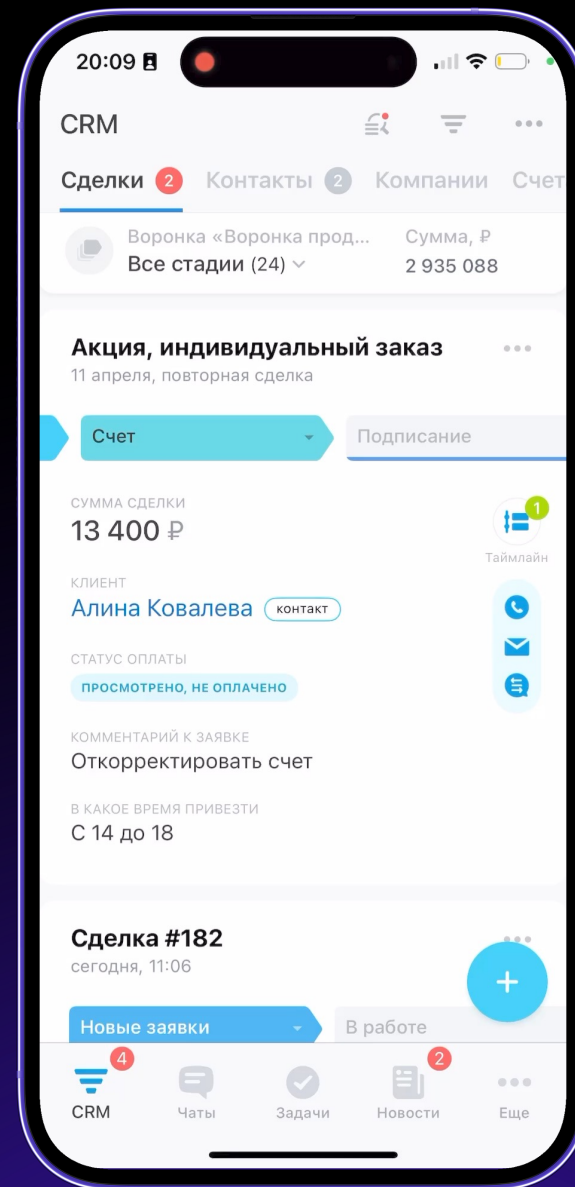 20:09
CRM
Сделки 2 Контакты 2 Компании Счет
Воронка «Воронка прод... Сумма, ₽
Все стадии (24) 2 935 088
Акция, индивидуальный заказ
11 апреля, повторная сделка
Счет Подписание
СУММА СДЕЛКИ
13 400 ₽
1
Таймлайн
КЛИЕНТ
Алина Ковалева контакт
СТАТУС ОПЛАТЫ
ПРОСМОТРЕНО, НЕ ОПЛАЧЕНО
КОММЕНТАРИЙ К ЗАЯВКЕ
Откорректировать счет
В КАКОЕ ВРЕМЯ ПРИВЕЗТИ
С 14 до 18
Сделка #182
сегодня, 11:06
Новые заявки В работе
4 2
CRM Чаты Задачи Новости Еще